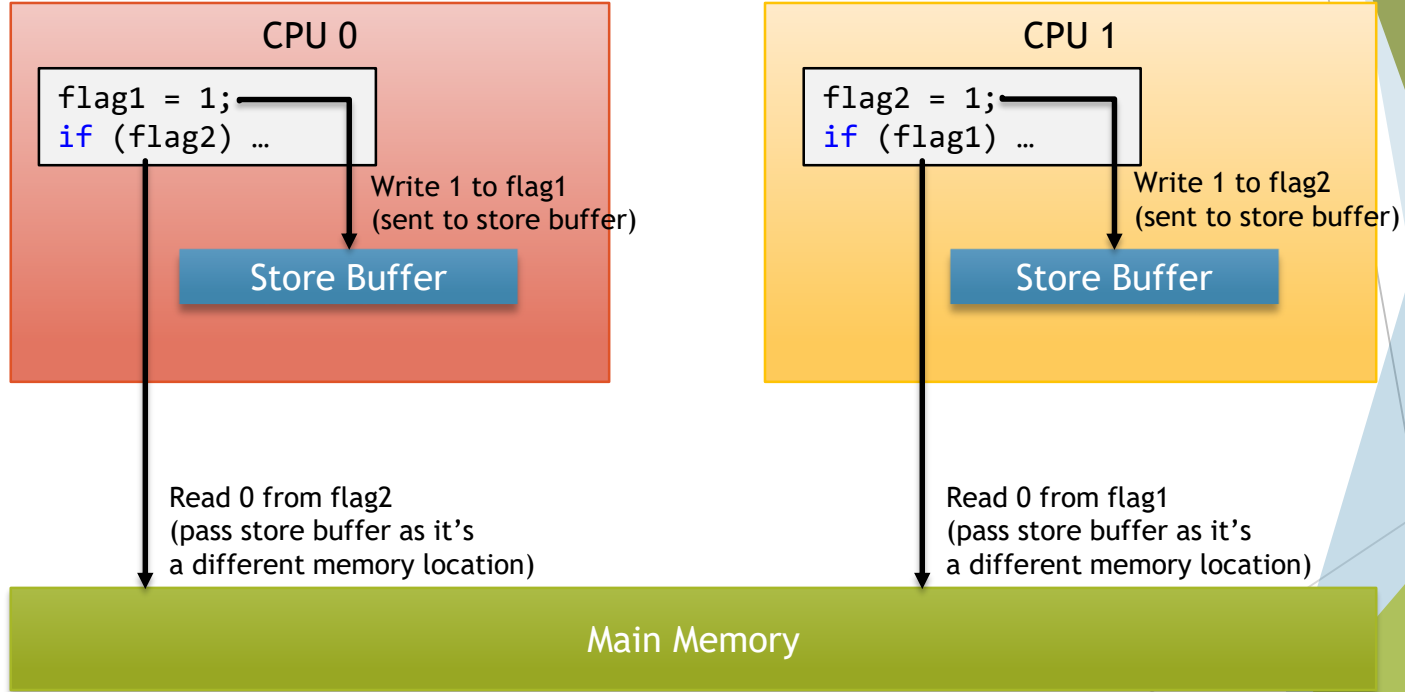 CPU 0
flag1 = 1;
if (flag2) …
Write 1 to flag1
(sent to store buffer)
Store Buffer
Read 0 from flag2
(pass store buffer as it’s
a different memory location)
CPU 1
flag2 = 1;
if (flag1) …
Write 1 to flag2
(sent to store buffer)
Store Buffer
Read 0 from flag1
(pass store buffer as it’s
a different memory location)
Main Memory